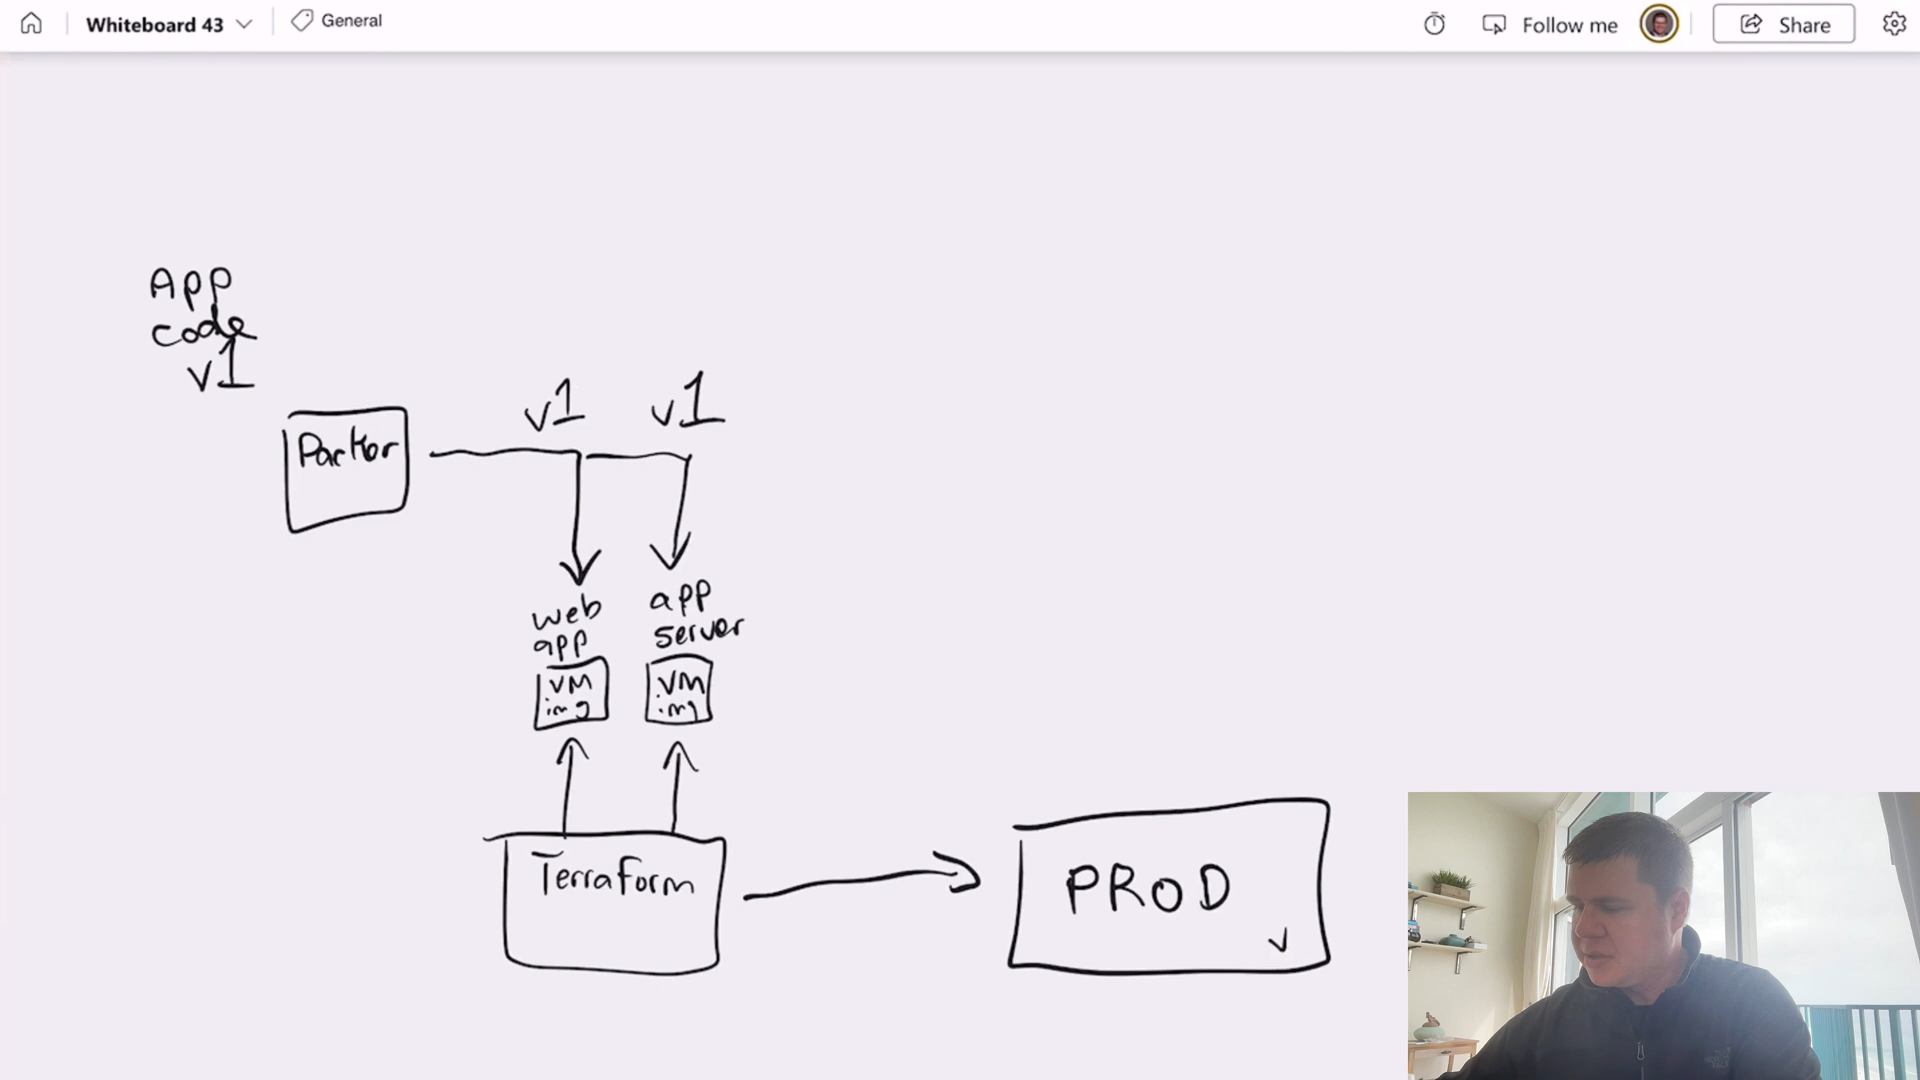 Whiteboard 43
General
Follow me
Share
App
code
v1
v1
v1
Packer
web
app
app
server
VM
img
VM
img
Terraform
PROD
v